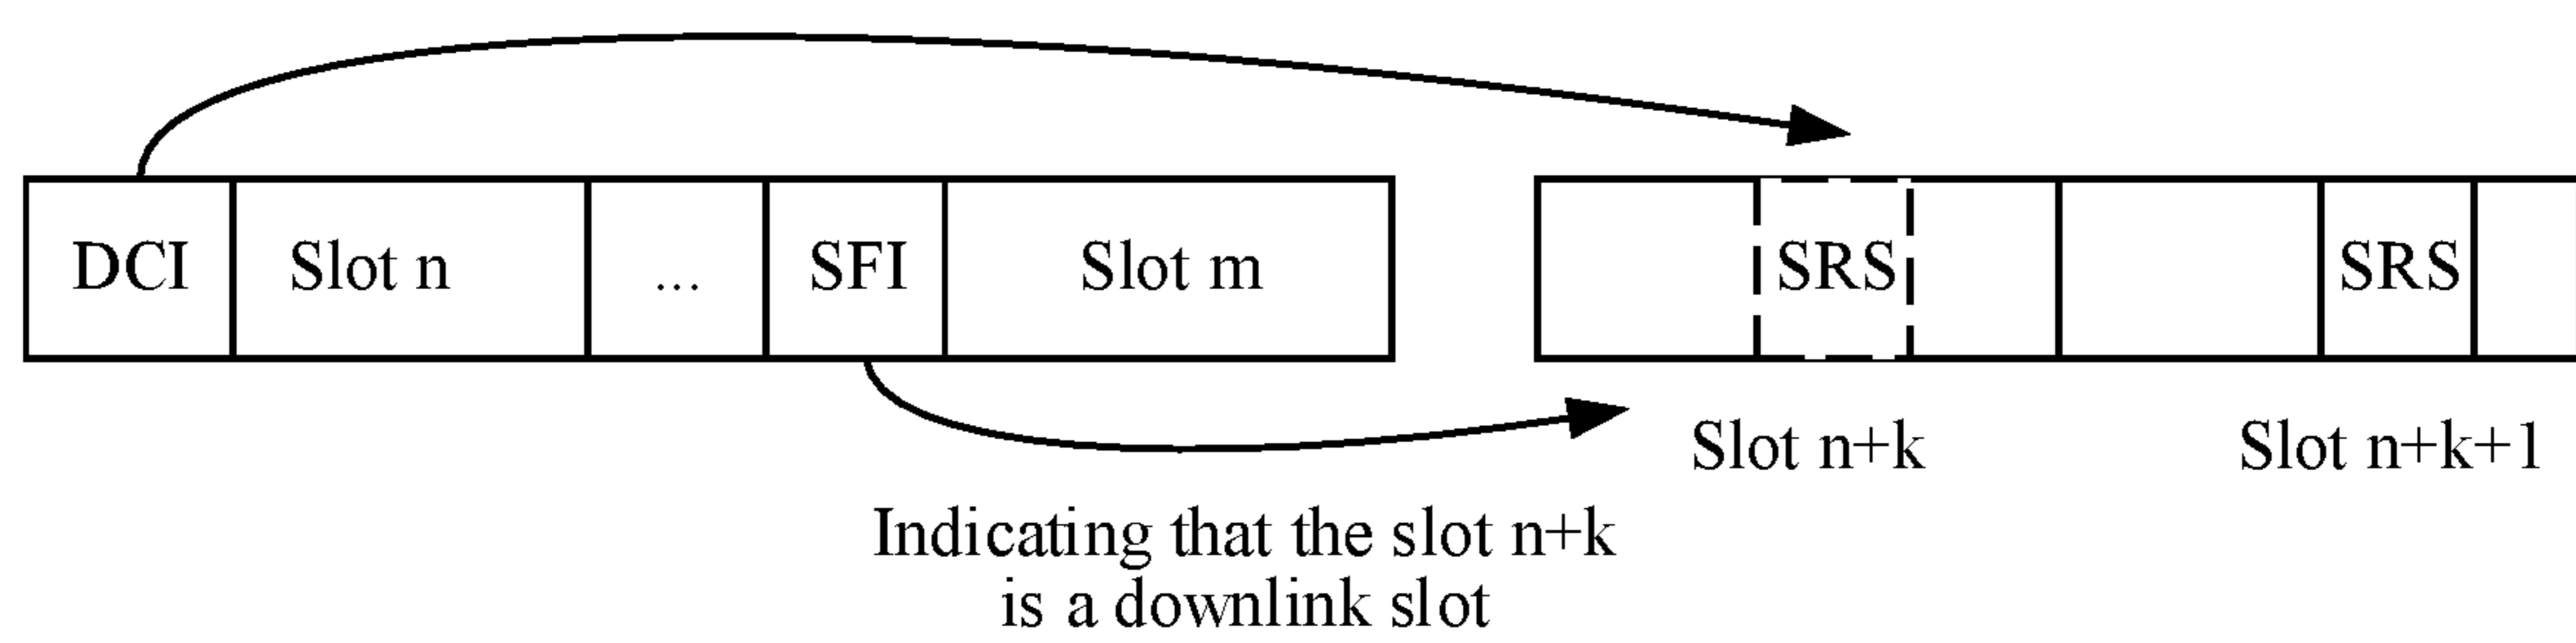 DCI Slot n ... SFI Slot m SRS SRS
Slot n+k Slot n+k+1
Indicating that the slot n+k
is a downlink slot